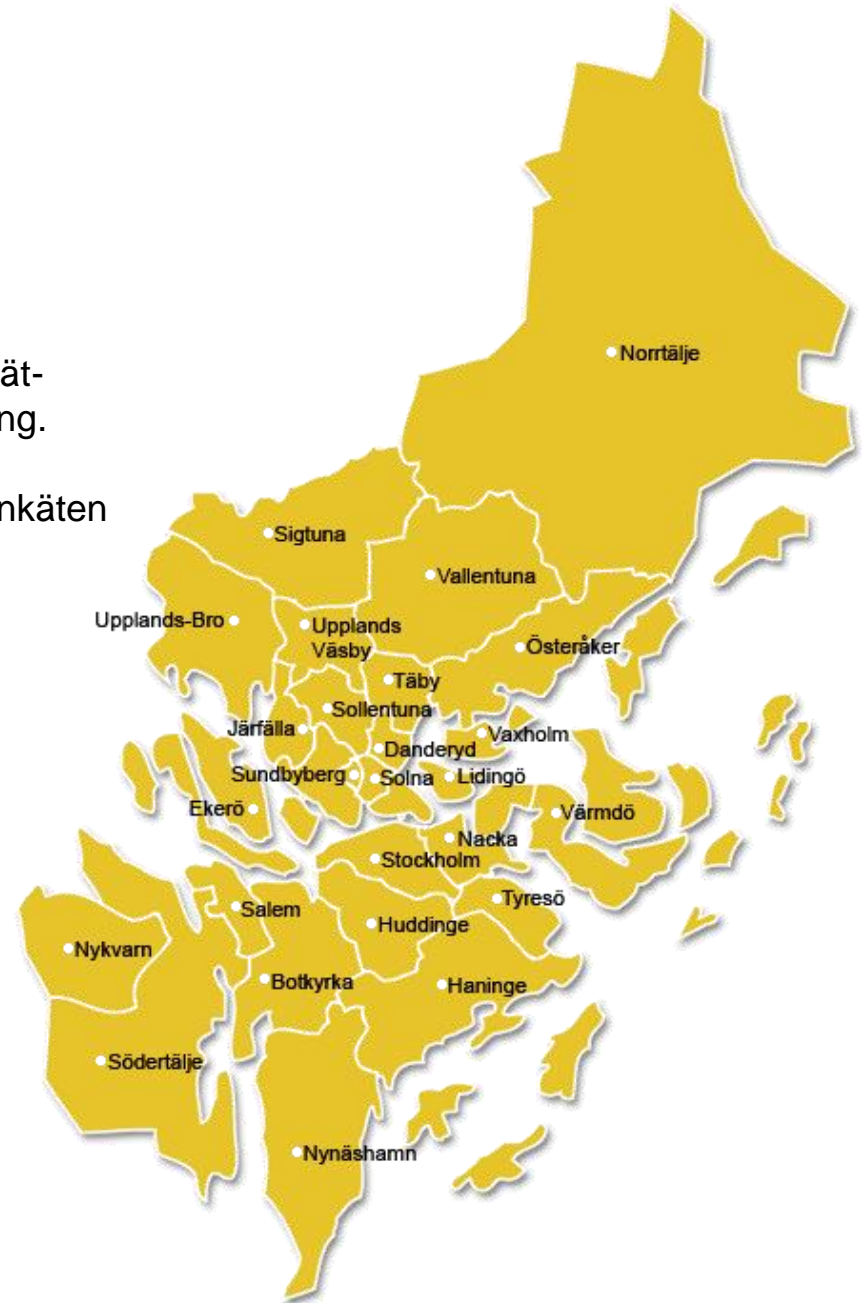 Norrtälje
ät-
ng.
nkäten
Sigtuna
Vallentuna
Upplands-Bro
Upplands
Väsby
Österåker
Täby
Sollentuna
Järfälla
Vaxholm
Danderyd
Sundbyberg
Solna
Lidingö
Ekerö
Värmdö
Nacka
Stockholm
Tyresö
Salem
Huddinge
Nykvarn
Botkyrka
Haninge
Södertälje
Nynäshamn